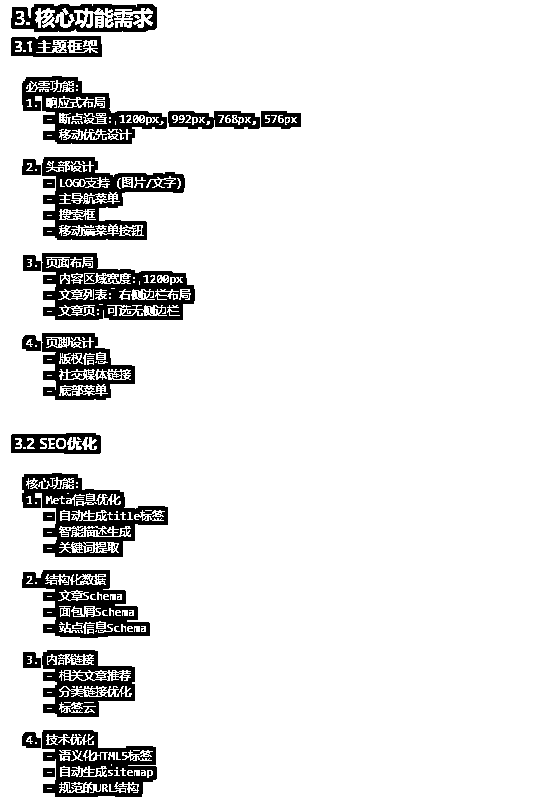 3. 核心功能需求
3.1 主题框架
必需功能:
1. 响应式布局
- 断点设置: 1200px, 992px, 768px, 576px
- 移动优先设计
2. 头部设计
- LOGO支持 (图片/文字)
- 主导航菜单
- 搜索框
- 移动端菜单按钮
3. 页面布局
- 内容区域宽度: 1200px
- 文章列表: 右侧边栏布局
- 文章页: 可选无侧边栏
4. 页脚设计
- 版权信息
- 社交媒体链接
- 底部菜单
3.2 SEO优化
核心功能:
1. Meta信息优化
- 自动生成title标签
- 智能描述生成
- 关键词提取
2. 结构化数据
- 文章Schema
- 面包屑Schema
- 站点信息Schema
3. 内部链接
- 相关文章推荐
- 分类链接优化
- 标签云
4. 技术优化
- 语义化HTML5标签
- 自动生成sitemap
- 规范的URL结构